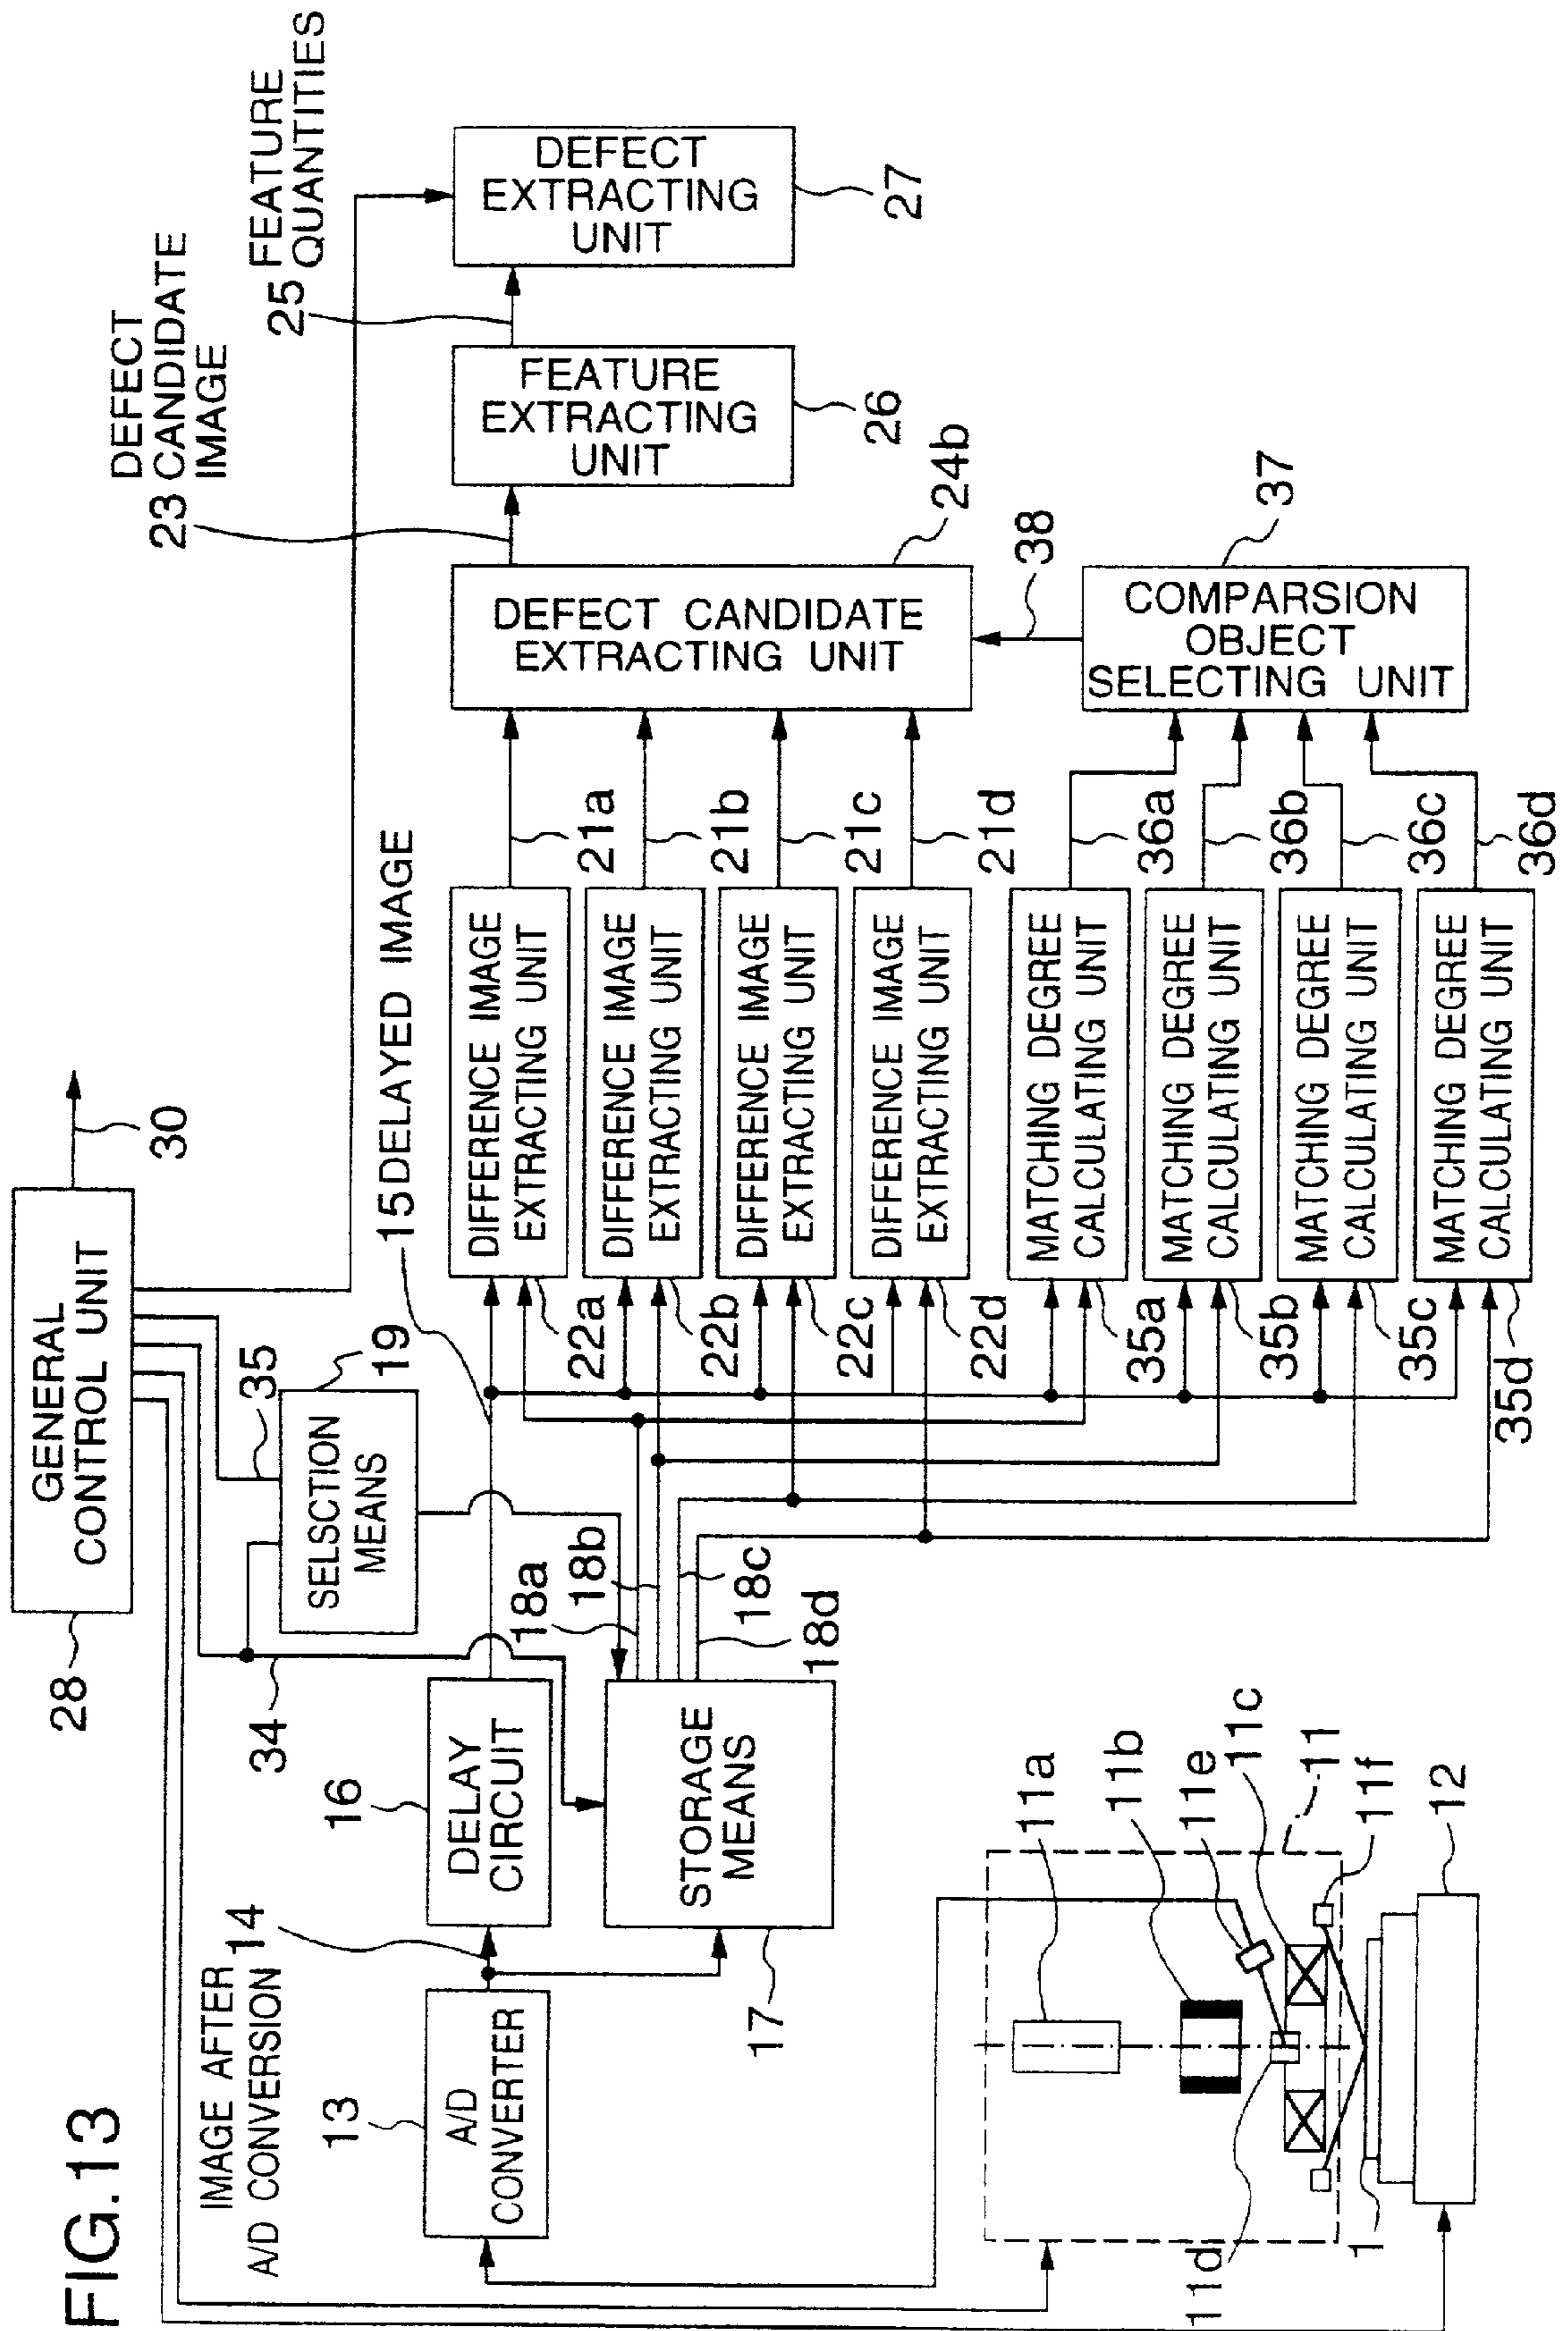 FIG.13
GENERAL
CONTROL UNIT
28
30
34
35
SELSCTION
MEANS
19
IMAGE AFTER
A/D CONVERSION 14
13
A/D
CONVERTER
16
DELAY
CIRCUIT
15 DELAYED IMAGE
STORAGE
MEANS
17
18a
18b
18c
18d
DIFFERENCE IMAGE
EXTRACTING UNIT
22a
21a
DIFFERENCE IMAGE
EXTRACTING UNIT
22b
21b
DIFFERENCE IMAGE
EXTRACTING UNIT
22c
21c
DIFFERENCE IMAGE
EXTRACTING UNIT
22d
21d
MATCHING DEGREE
CALCULATING UNIT
35a
36a
MATCHING DEGREE
CALCULATING UNIT
35b
36b
MATCHING DEGREE
CALCULATING UNIT
35c
36c
MATCHING DEGREE
CALCULATING UNIT
35d
36d
DEFECT CANDIDATE
EXTRACTING UNIT
24b
38
COMPARSION
OBJECT
SELECTING UNIT
37
DEFECT
23 CANDIDATE
IMAGE
FEATURE
EXTRACTING
UNIT
26
25 FEATURE
QUANTITIES
DEFECT
EXTRACTING
UNIT
27
11a
11b
11e
11c
11
11f
12
11d
1